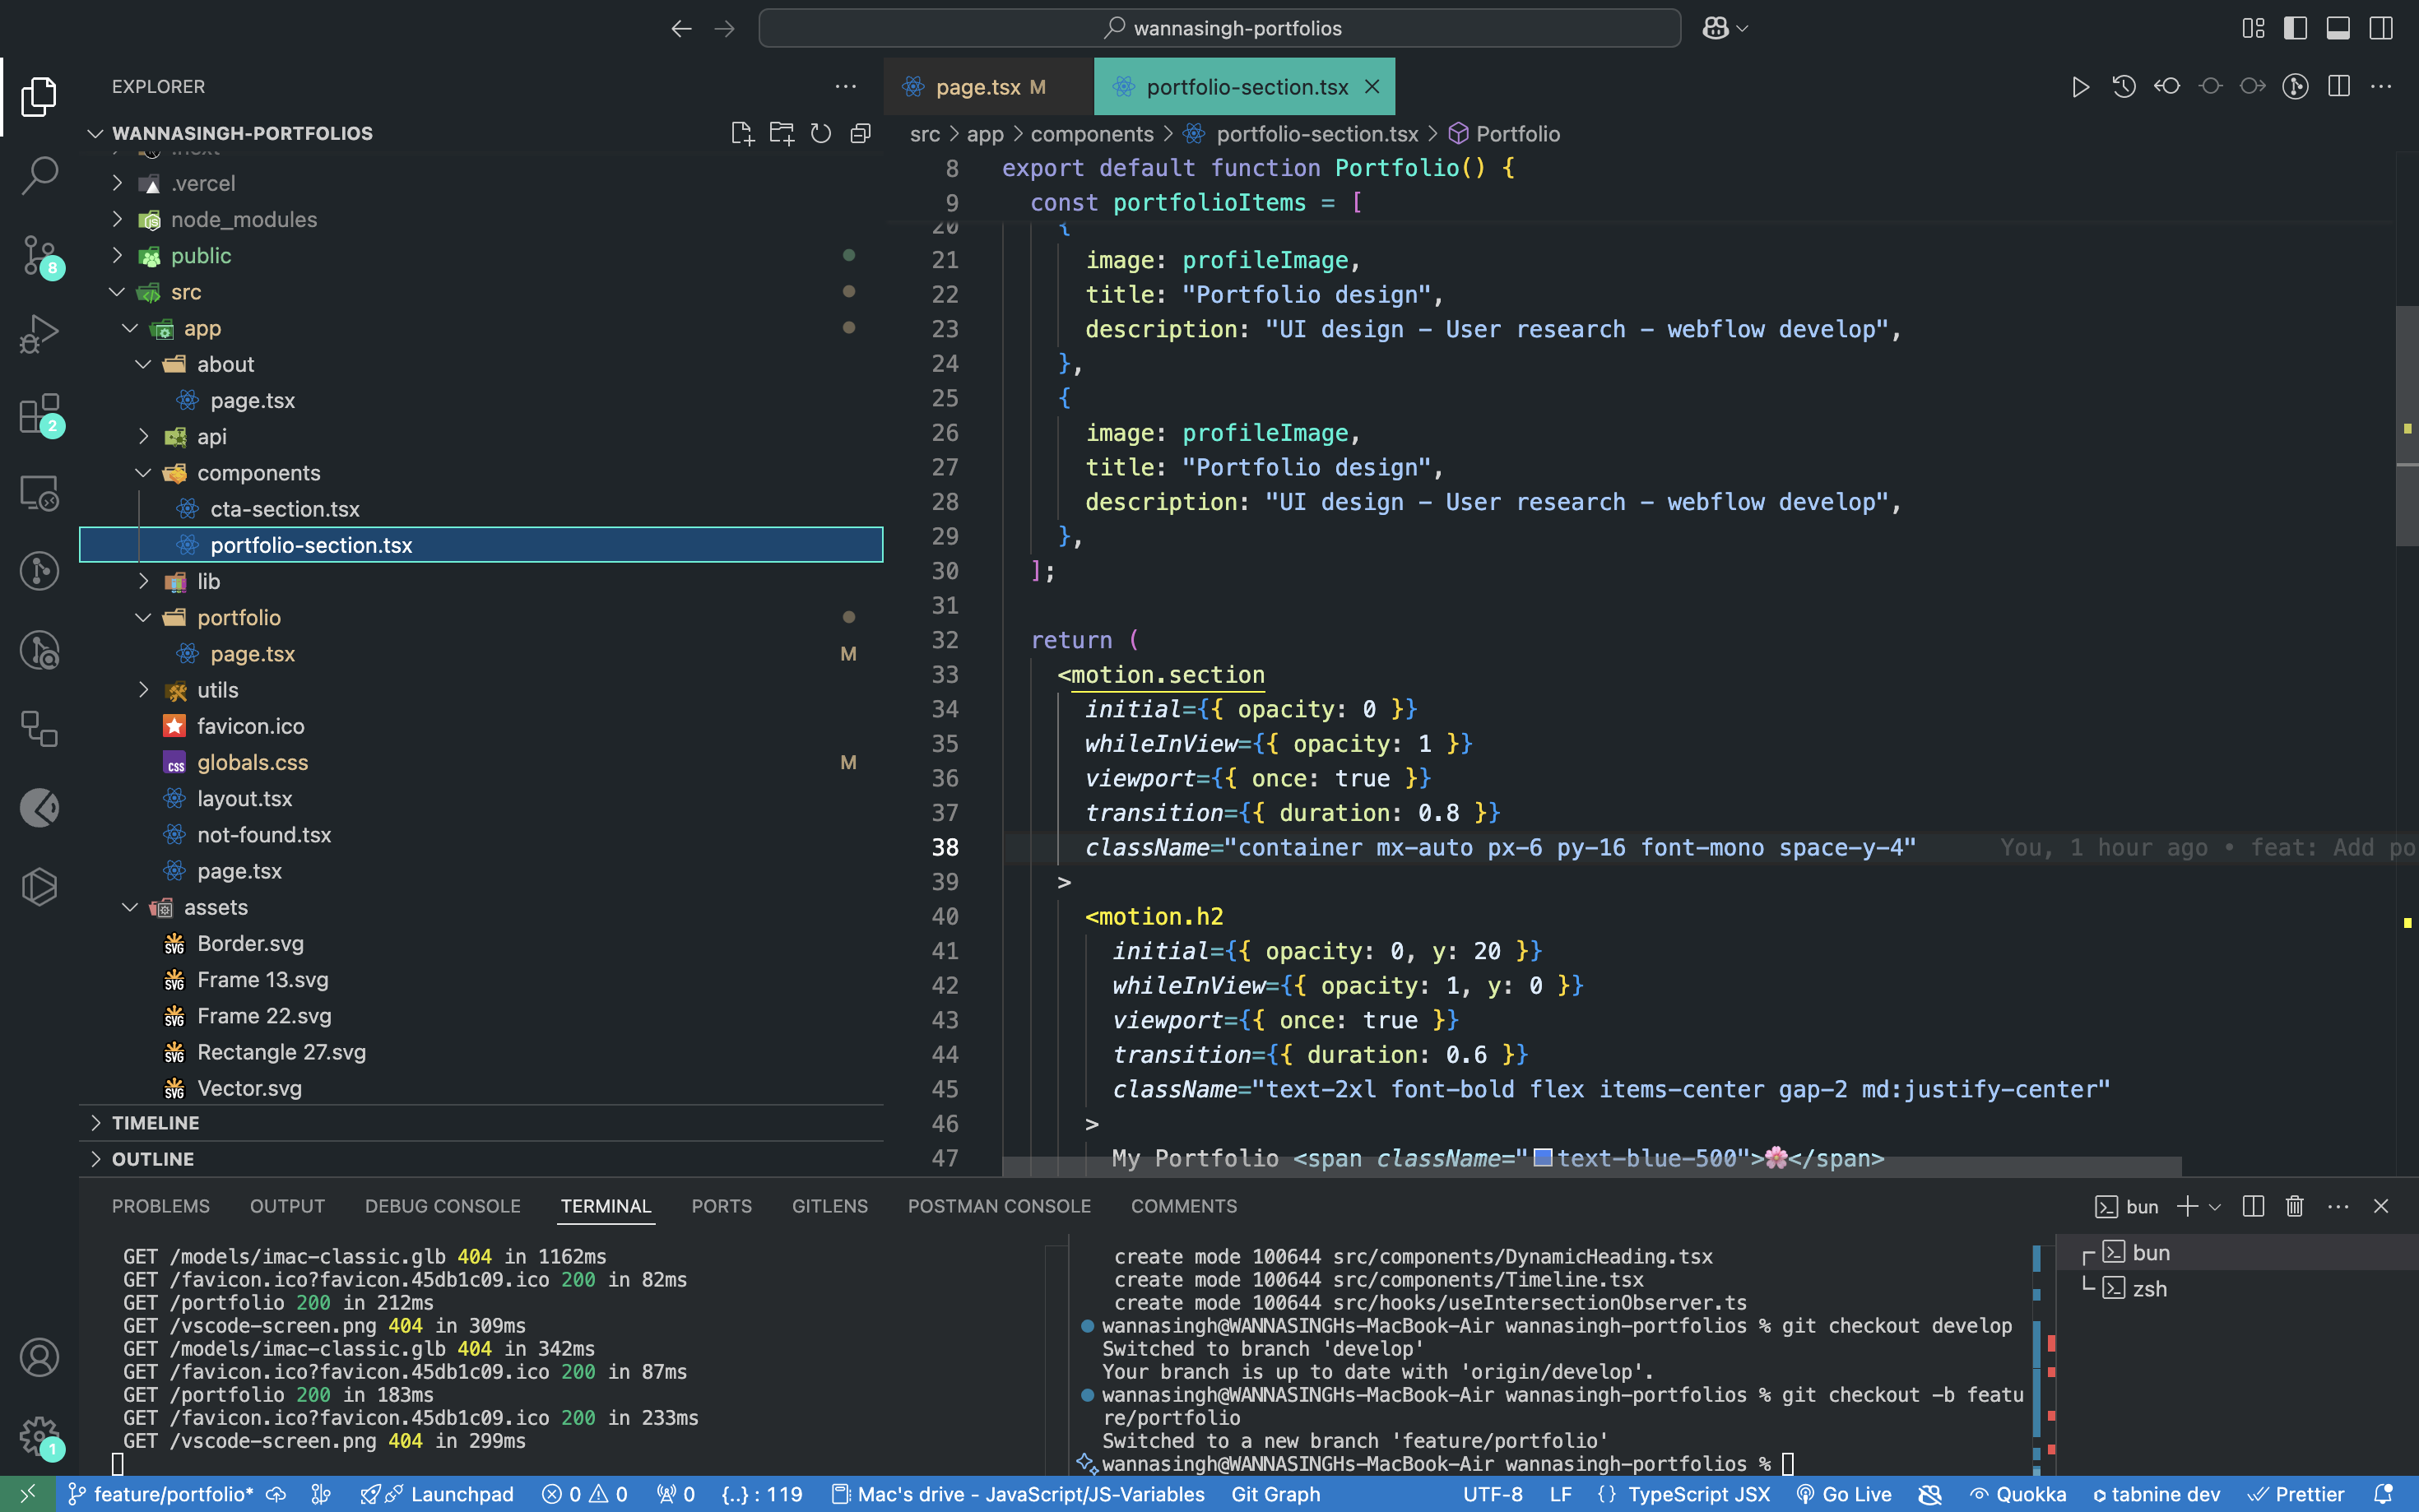 wannasingh-portfolios
EXPLORER
WANNASINGH-PORTFOLIOS
.next
.vercel
node_modules
public
src
app
about
page.tsx
api
components
cta-section.tsx
portfolio-section.tsx
lib
portfolio
page.tsx M
utils
favicon.ico
globals.css M
layout.tsx
not-found.tsx
page.tsx
assets
Border.svg
Frame 13.svg
Frame 22.svg
Rectangle 27.svg
Vector.svg
TIMELINE
OUTLINE
8
2
1
page.tsx M
portfolio-section.tsx
src > app > components > portfolio-section.tsx > Portfolio
8 export default function Portfolio() {
9 const portfolioItems = [
20 {
21 image: profileImage,
22 title: "Portfolio design",
23 description: "UI design - User research - webflow develop",
24 },
25 {
26 image: profileImage,
27 title: "Portfolio design",
28 description: "UI design - User research - webflow develop",
29 },
30 ];
31
32 return (
33 <motion.section
34 initial={{ opacity: 0 }}
35 whileInView={{ opacity: 1 }}
36 viewport={{ once: true }}
37 transition={{ duration: 0.8 }}
38 className="container mx-auto px-6 py-16 font-mono space-y-4" You, 1 hour ago • feat: Add po
39 >
40 <motion.h2
41 initial={{ opacity: 0, y: 20 }}
42 whileInView={{ opacity: 1, y: 0 }}
43 viewport={{ once: true }}
44 transition={{ duration: 0.6 }}
45 className="text-2xl font-bold flex items-center gap-2 md:justify-center"
46 >
47 My Portfolio <span className="text-blue-500">🌸</span>
PROBLEMS OUTPUT DEBUG CONSOLE TERMINAL PORTS GITLENS POSTMAN CONSOLE COMMENTS
bun
GET /models/imac-classic.glb 404 in 1162ms
GET /favicon.ico?favicon.45db1c09.ico 200 in 82ms
GET /portfolio 200 in 212ms
GET /vscode-screen.png 404 in 309ms
GET /models/imac-classic.glb 404 in 342ms
GET /favicon.ico?favicon.45db1c09.ico 200 in 87ms
GET /portfolio 200 in 183ms
GET /favicon.ico?favicon.45db1c09.ico 200 in 233ms
GET /vscode-screen.png 404 in 299ms
create mode 100644 src/components/DynamicHeading.tsx
create mode 100644 src/components/Timeline.tsx
create mode 100644 src/hooks/useIntersectionObserver.ts
wannasingh@WANNASINGHs-MacBook-Air wannasingh-portfolios % git checkout develop
Switched to branch 'develop'
Your branch is up to date with 'origin/develop'.
wannasingh@WANNASINGHs-MacBook-Air wannasingh-portfolios % git checkout -b featu
re/portfolio
Switched to a new branch 'feature/portfolio'
wannasingh@WANNASINGHs-MacBook-Air wannasingh-portfolios %
bun
zsh
feature/portfolio* Launchpad 0 0 0 {..} : 119 Mac's drive - JavaScript/JS-Variables Git Graph UTF-8 LF {} TypeScript JSX Go Live Quokka tabnine dev Prettier